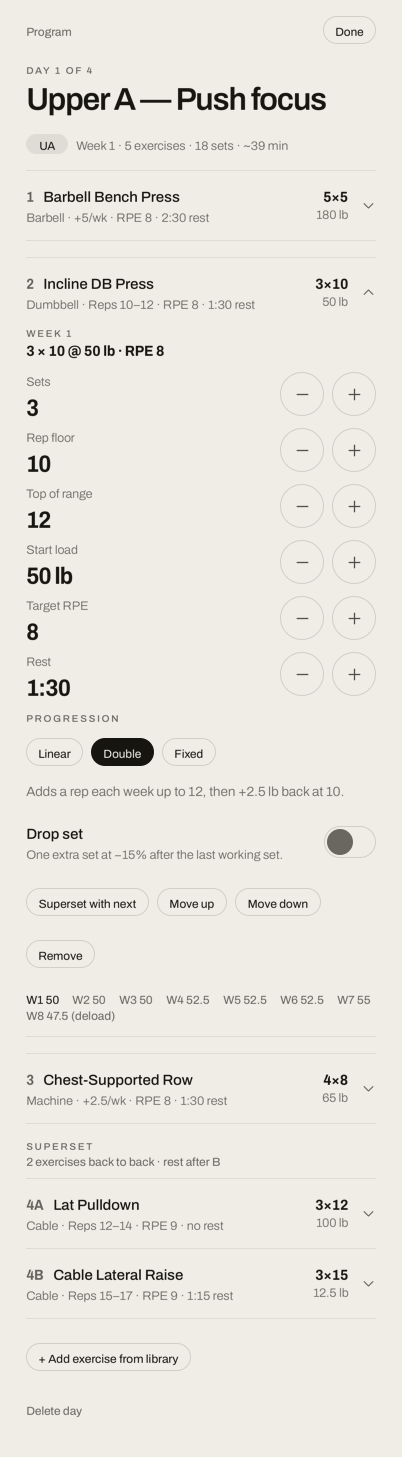 Program
Done
DAY 1 OF 4
Upper A — Push focus
UA
Week 1 · 5 exercises · 18 sets · ~39 min
1 Barbell Bench Press 5×5
Barbell · +5/wk · RPE 8 · 2:30 rest 180 lb
2 Incline DB Press 3×10
Dumbbell · Reps 10–12 · RPE 8 · 1:30 rest 50 lb
WEEK 1
3 × 10 @ 50 lb · RPE 8
Sets
3
Rep floor
10
Top of range
12
Start load
50 lb
Target RPE
8
Rest
1:30
PROGRESSION
Linear Double Fixed
Adds a rep each week up to 12, then +2.5 lb back at 10.
Drop set
One extra set at −15% after the last working set.
Superset with next Move up Move down
Remove
W1 50 W2 50 W3 50 W4 52.5 W5 52.5 W6 52.5 W7 55
W8 47.5 (deload)
3 Chest-Supported Row 4×8
Machine · +2.5/wk · RPE 8 · 1:30 rest 65 lb
SUPERSET
2 exercises back to back · rest after B
4A Lat Pulldown 3×12
Cable · Reps 12–14 · RPE 9 · no rest 100 lb
4B Cable Lateral Raise 3×15
Cable · Reps 15–17 · RPE 9 · 1:15 rest 12.5 lb
+ Add exercise from library
Delete day